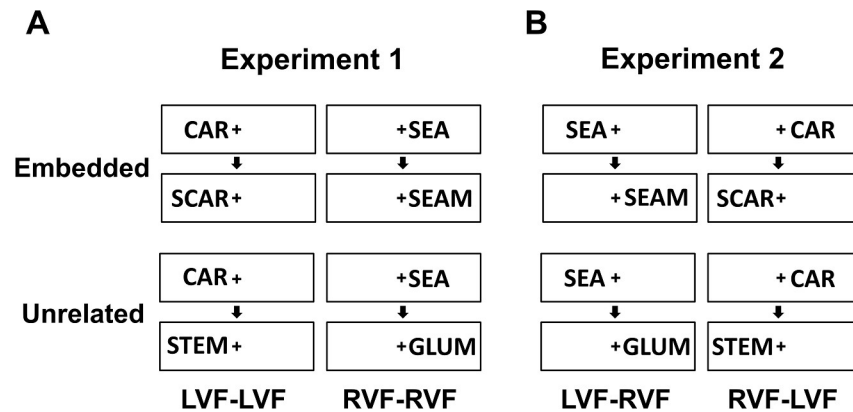 A
B
Experiment 1
Experiment 2
CAR+
+SEA
SEA+
+CAR
Embedded
SCAR+
+SEAM
+SEAM
SCAR+
CAR+
+SEA
SEA+
+CAR
Unrelated
STEM+
+GLUM
+GLUM
STEM+
LVF-LVF
RVF-RVF
LVF-RVF
RVF-LVF